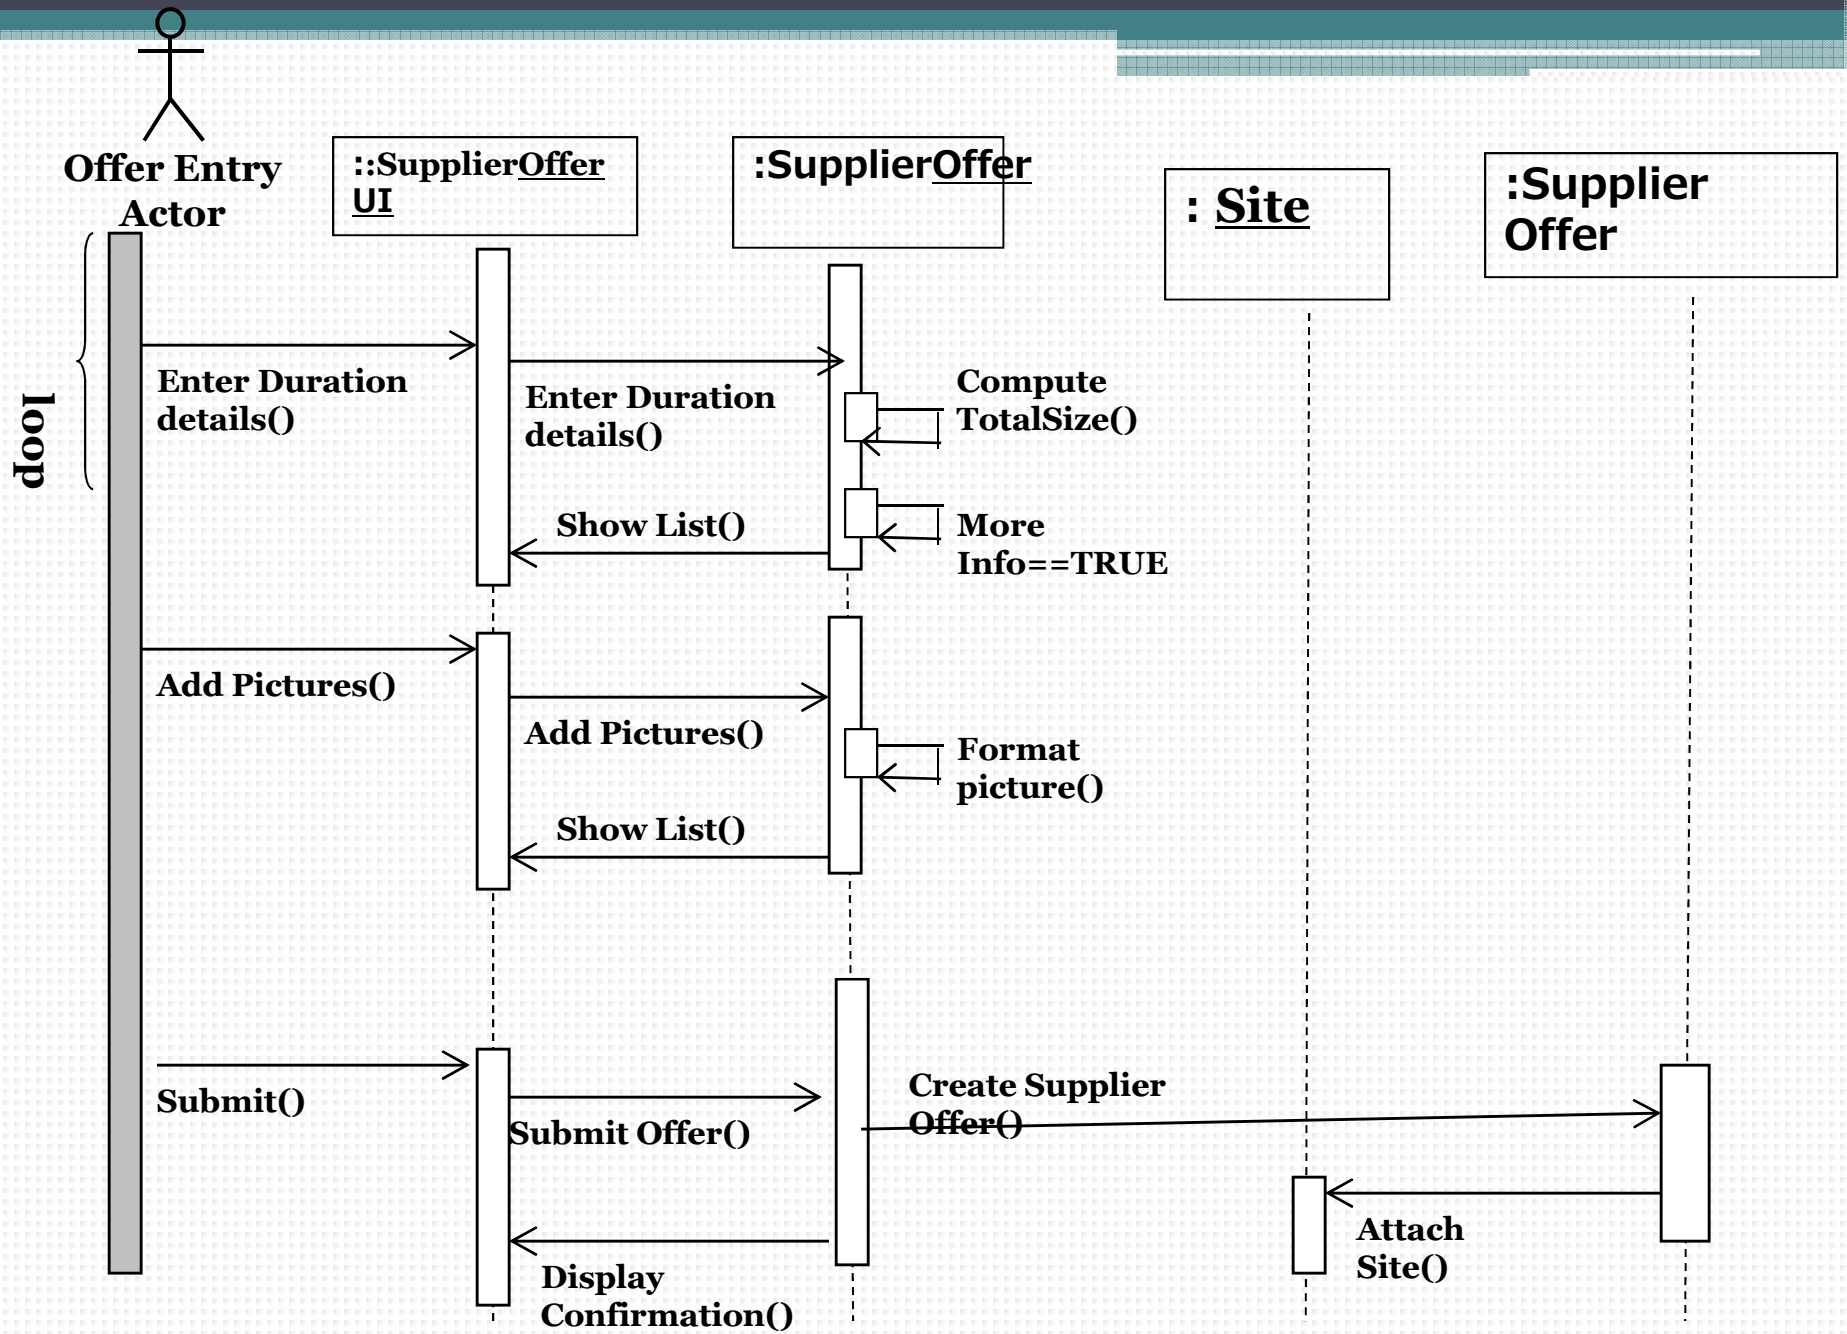 Offer Entry
Actor
::SupplierOffer
UI
:SupplierOffer
: Site
:Supplier
Offer
loop
Enter Duration
details()
Enter Duration
details()
Compute
TotalSize()
Show List()
More
Info==TRUE
Add Pictures()
Add Pictures()
Format
picture()
Show List()
Submit()
Submit Offer()
Create Supplier
Offer()
Attach
Site()
Display
Confirmation()